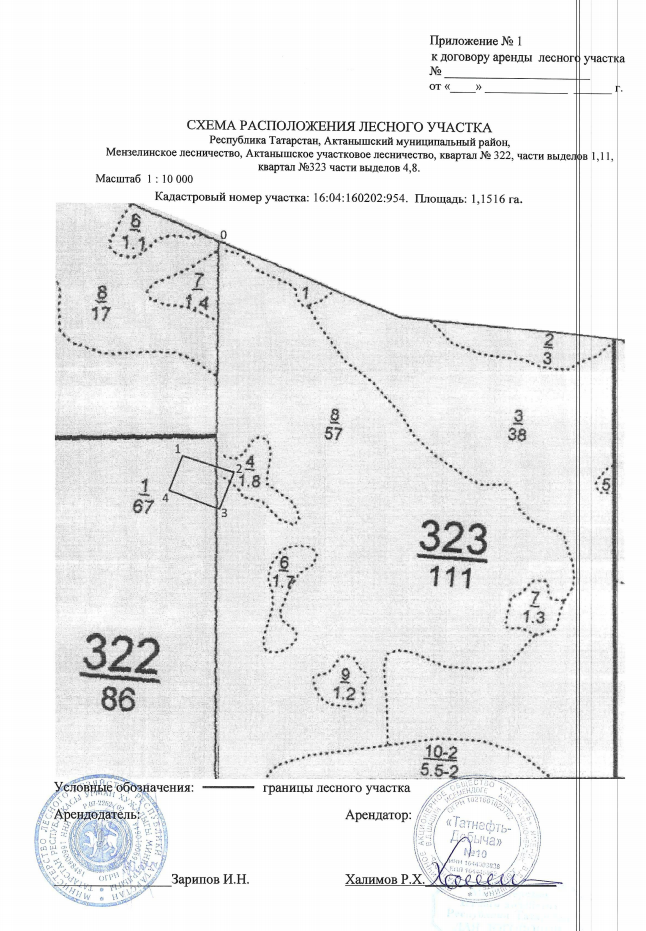 Приложение № 1
к договору аренды лесного участка
№ ______________________
от «____» ____________ ______ г.
СХЕМА РАСПОЛОЖЕНИЯ ЛЕСНОГО УЧАСТКА
Республика Татарстан, Актанышский муниципальный район,
Мензелинское лесничество, Актанышское участковое лесничество, квартал № 322, части выделов 1,11,
квартал №323 части выделов 4,8.
Масштаб 1 : 10 000
Кадастровый номер участка: 16:04:160202:954. Площадь: 1,1516 га.
6
1.1
0
7
1.4
8
17
1
2
3
8
57
3
38
1
2
4
1.8
1
67
4
3
5
323
111
6
1.7
7
1.3
322
86
9
1.2
10-2
5.5-2
Условные обозначения: границы лесного участка
Арендодатель:
Арендатор:
«Татнефть-
Добыча»
№10
Зарипов И.Н.
Халимов Р.Х.